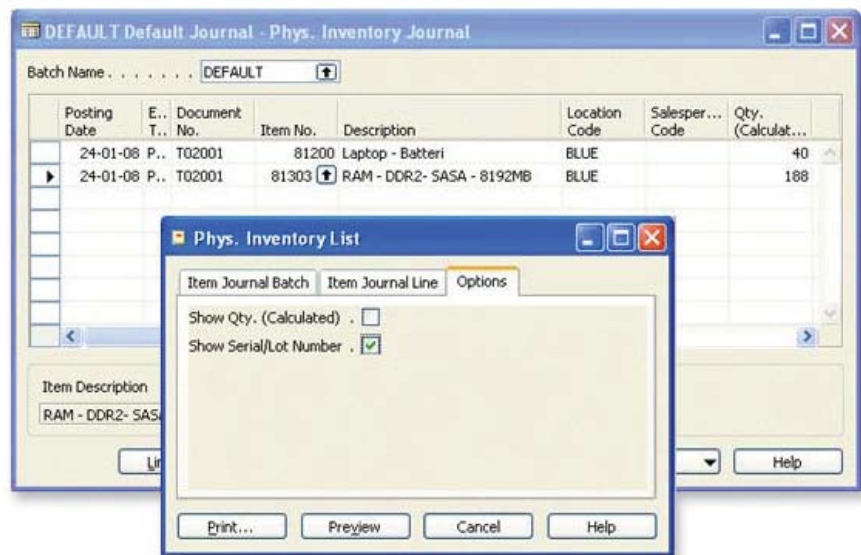 DEFAULT Default Journal - Phys. Inventory Journal
Batch Name . . . . . . . DEFAULT
Posting Date E.. T.. Document No. Item No. Description Location Code Salesper... Code Qty. (Calculat...
24-01-08 P.. T02001 81200 Laptop - Batteri BLUE 40
24-01-08 P.. T02001 81303 RAM - DDR2- SASA - 8192MB BLUE 188
Phys. Inventory List
Item Journal Batch Item Journal Line Options
Show Qty. (Calculated) .
Show Serial/Lot Number .
Item Description
RAM - DDR2- SAS
Help
Print... Preview Cancel Help